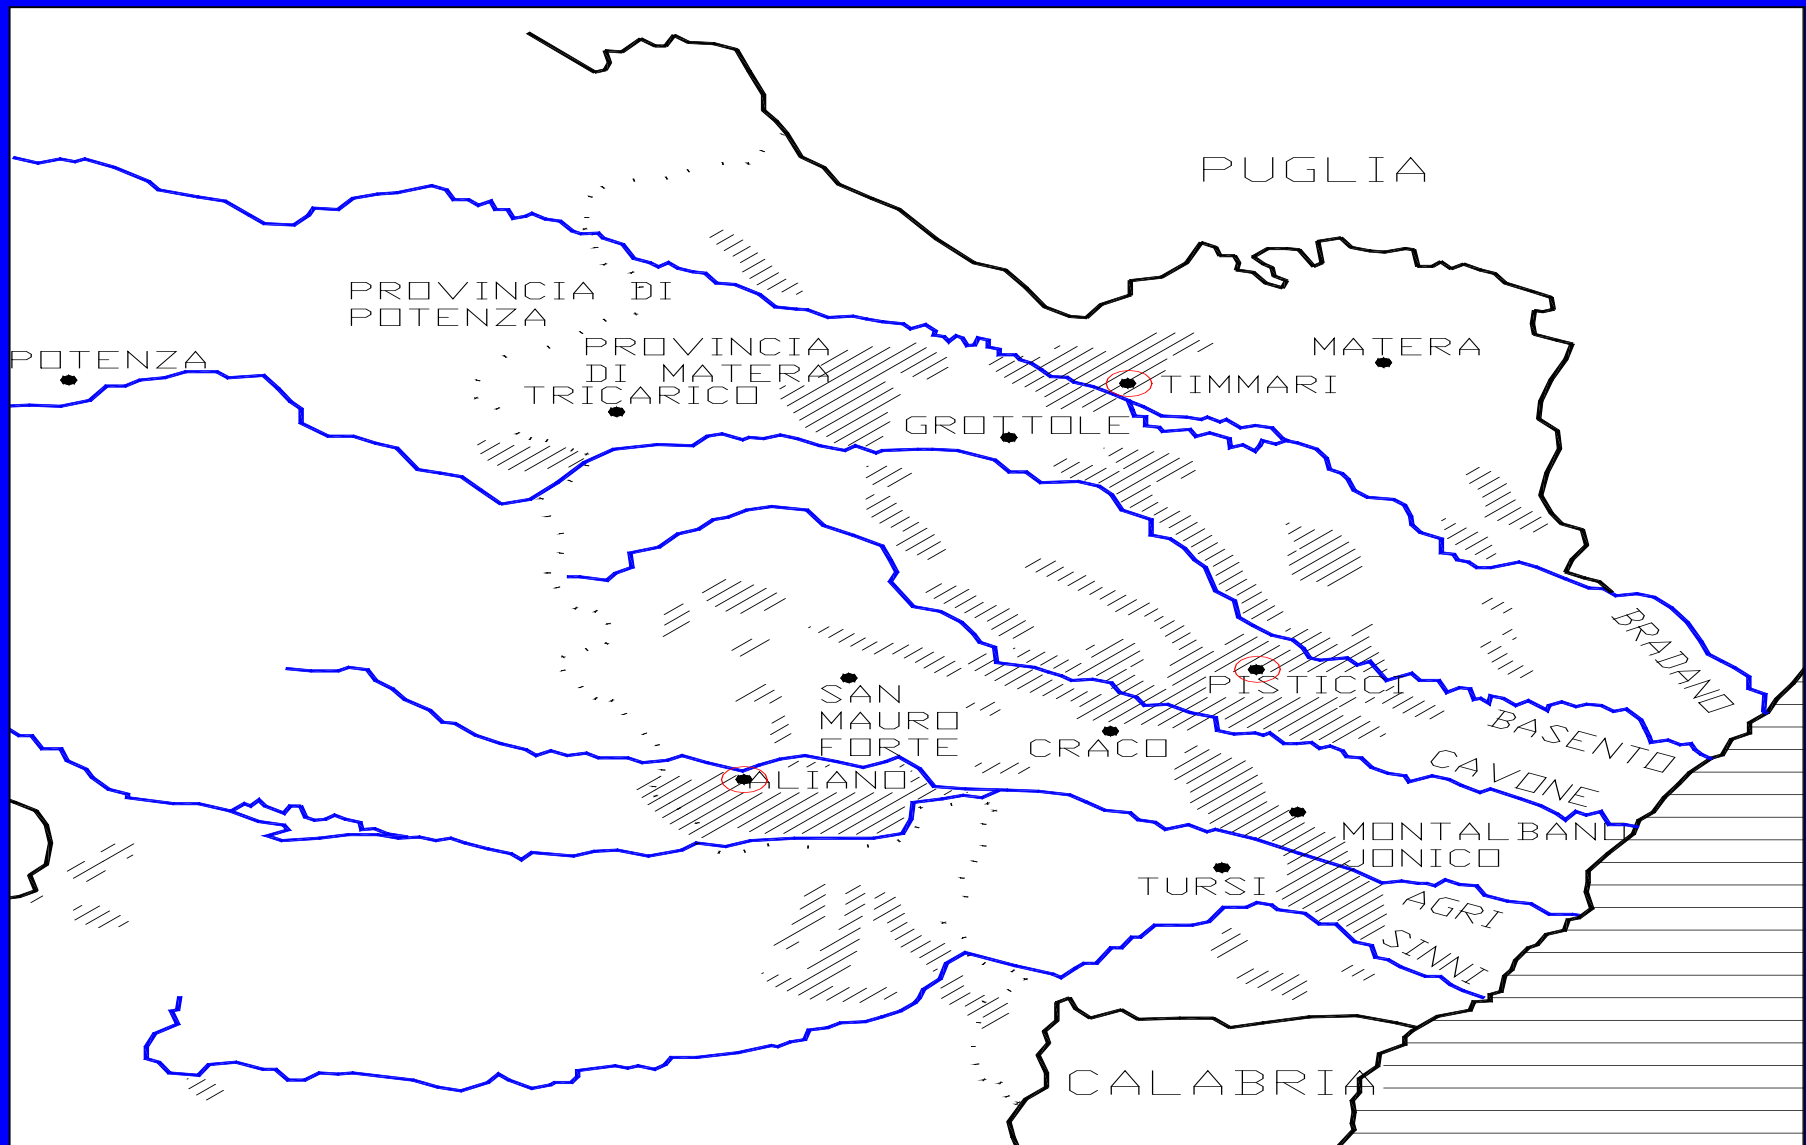 PUGLIA
PROVINCIA DI
POTENZA
POTENZA
PROVINCIA
DI MATERA
TRICARICO
MATERA
TIMMARI
GROTTOLE
BRADANO
PISTICCI
SAN
MAURO
FORTE
CRACO
BASENTO
CAVONE
ALIANO
MONTALBANO
JONICO
TURSI
AGRI
SINNI
CALABRIA